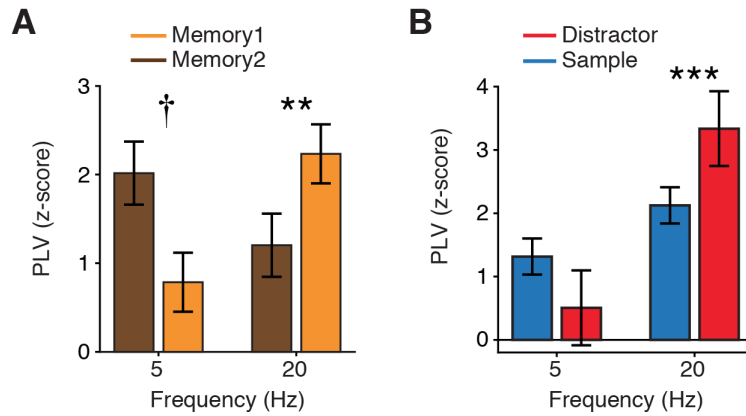 A
Memory1
Memory2
3
2
1
0
PLV (z-score)
†
**
5
20
Frequency (Hz)
B
Distractor
Sample
4
3
2
1
0
PLV (z-score)
***
5
20
Frequency (Hz)